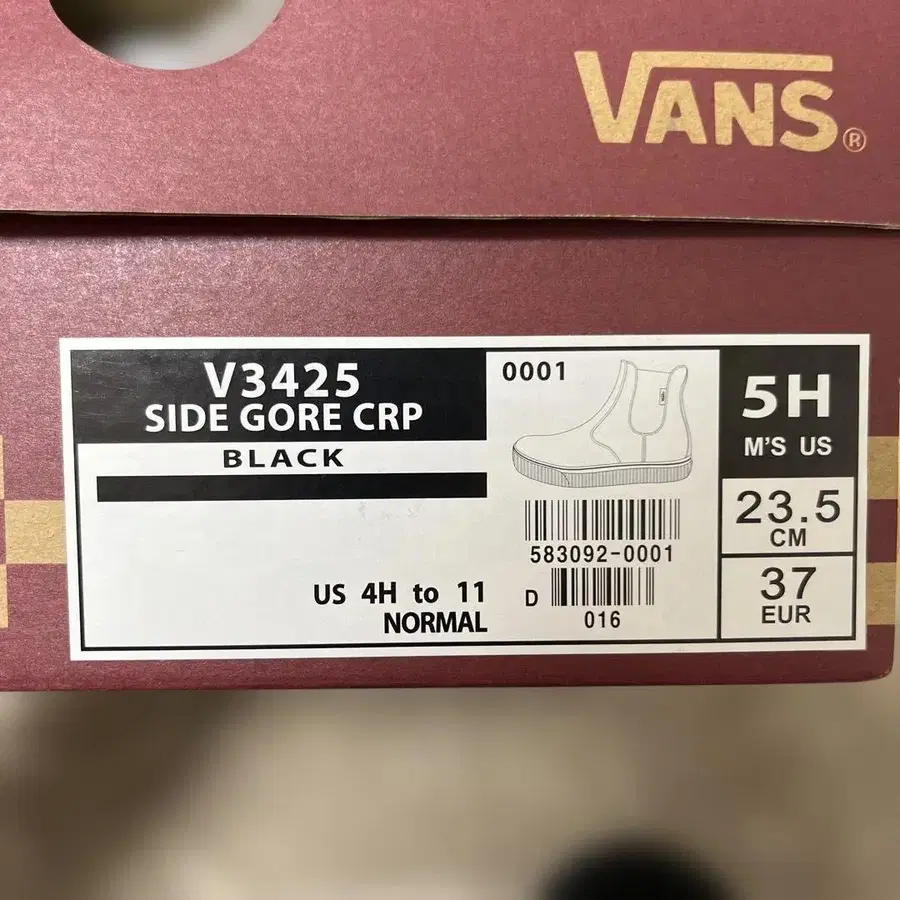 VANS®
V3425
SIDE GORE CRP
BLACK
US 4H to 11
NORMAL
0001
583092-0001
D
016
5H
M'S US
23.5
CM
37
EUR